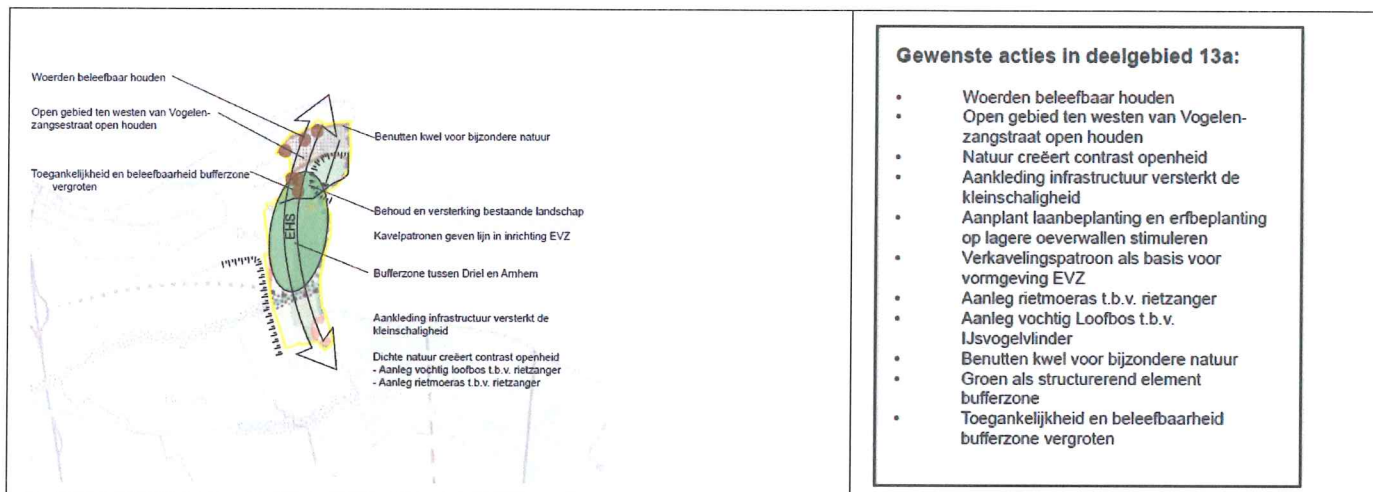 Woerden beleefbaar houden
Open gebied ten westen van Vogelen-
zangsestraat open houden
Toegankelijkheid en beleefbaarheid bufferzone
vergroten
EHS
Benutten kwel voor bijzondere natuur
Behoud en versterking bestaande landschap
Kavelpatronen geven lijn in inrichting EVZ
Bufferzone tussen Driel en Arnhem
Aankleding infrastructuur versterkt de
kleinschaligheid
Dichte natuur creëert contrast openheid
- Aanleg vochtig loofbos t.b.v. rietzanger
- Aanleg rietmoeras t.b.v. rietzanger
Gewenste acties in deelgebied 13a:
• Woerden beleefbaar houden
• Open gebied ten westen van Vogelen-
zangstraat open houden
• Natuur creëert contrast openheid
• Aankleding infrastructuur versterkt de
kleinschaligheid
• Aanplant laanbeplanting en erfbeplanting
op lagere oeverwallen stimuleren
• Verkavelingspatroon als basis voor
vormgeving EVZ
• Aanleg rietmoeras t.b.v. rietzanger
• Aanleg vochtig Loofbos t.b.v.
IJsvogelvlinder
• Benutten kwel voor bijzondere natuur
• Groen als structurerend element
bufferzone
• Toegankelijkheid en beleefbaarheid
bufferzone vergroten